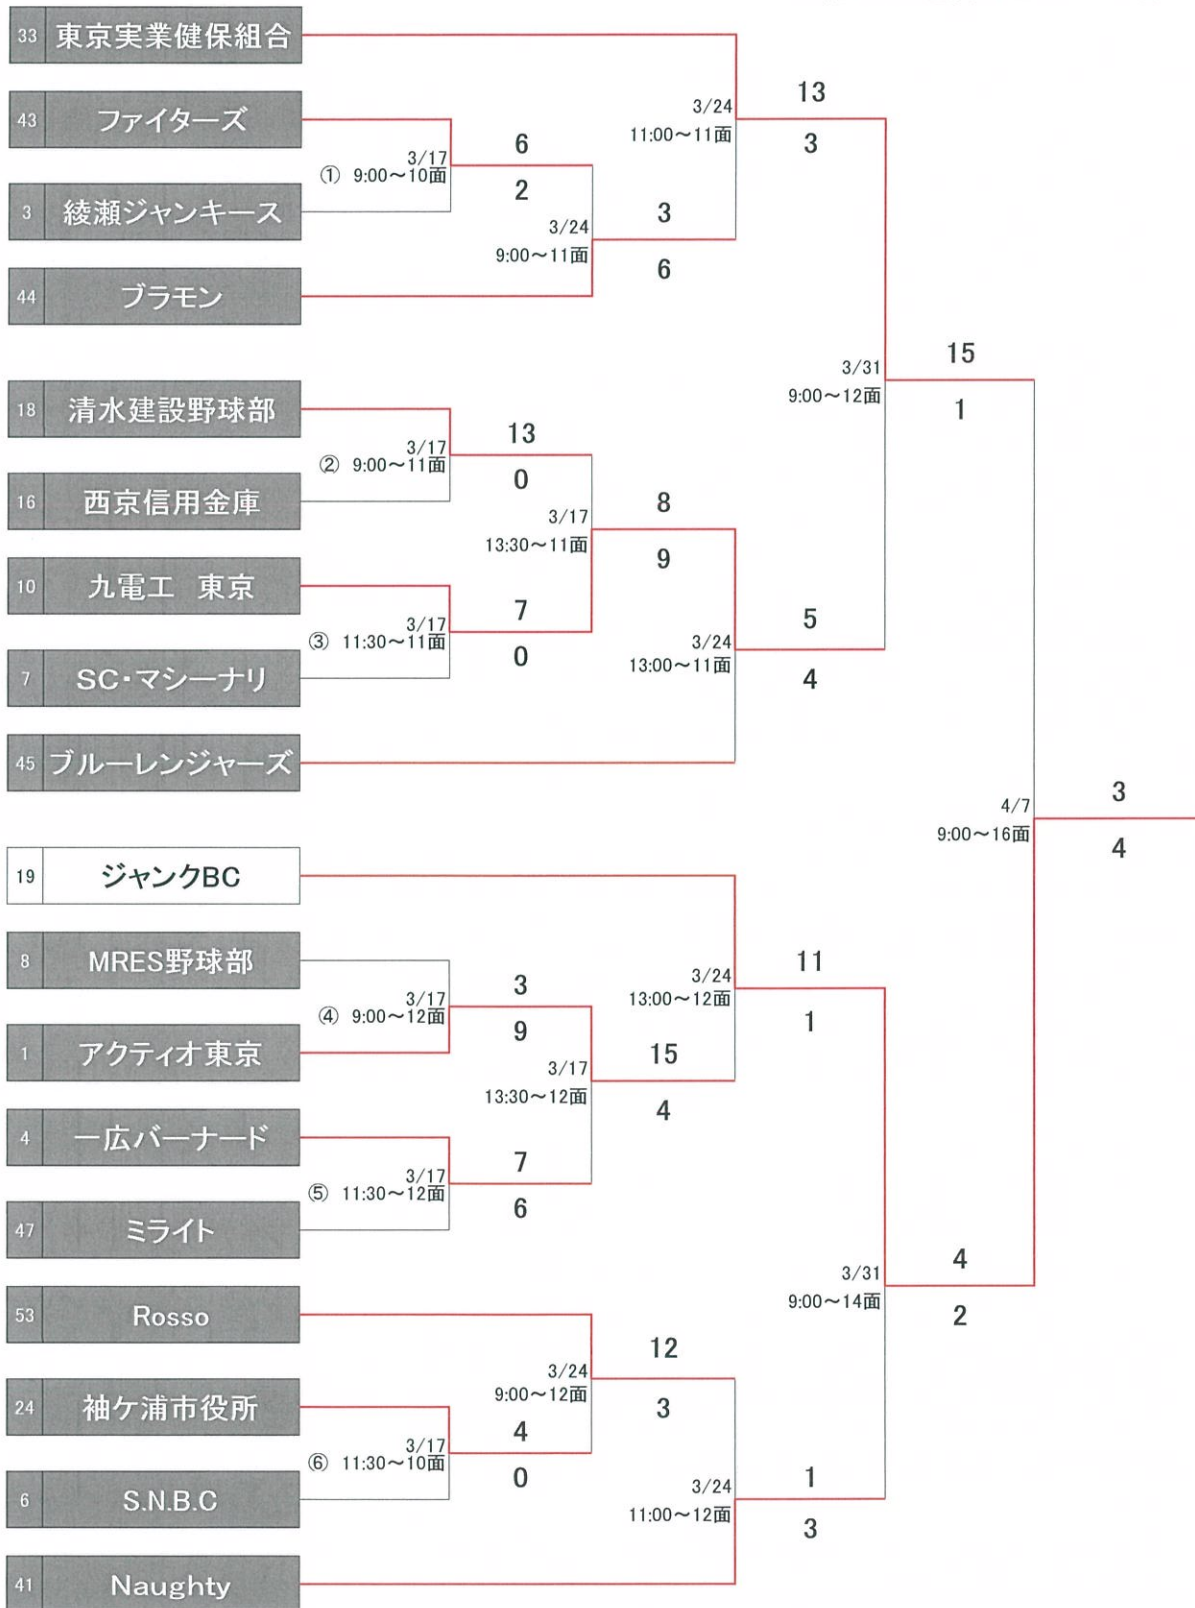 33 東京実業健保組合
13
3/24
11:00～11面
3
43 ファイターズ
6
3/17
① 9:00～10面
2
3 綾瀬ジャンキース
3
3/24
9:00～11面
6
44 ブラモン
15
3/31
9:00～12面
1
18 清水建設野球部
13
3/17
② 9:00～11面
0
16 西京信用金庫
8
3/17
13:30～11面
9
10 九電工 東京
7
3/17
③ 11:30～11面
0
5
3/24
13:00～11面
4
7 SC・マシーナリ
45 ブルーレンジャーズ
3
4/7
9:00～16面
4
19 ジャンクBC
8 MRES野球部
11
3/24
13:00～12面
1
3
3/17
④ 9:00～12面
9
1 アクティオ東京
15
3/17
13:30～12面
4
4 一広バーナード
7
3/17
⑤ 11:30～12面
6
47 ミライト
4
3/31
9:00～14面
2
53 Rosso
12
3/24
9:00～12面
3
24 袖ケ浦市役所
4
3/17
⑥ 11:30～10面
0
6 S.N.B.C
1
3/24
11:00～12面
3
41 Naughty